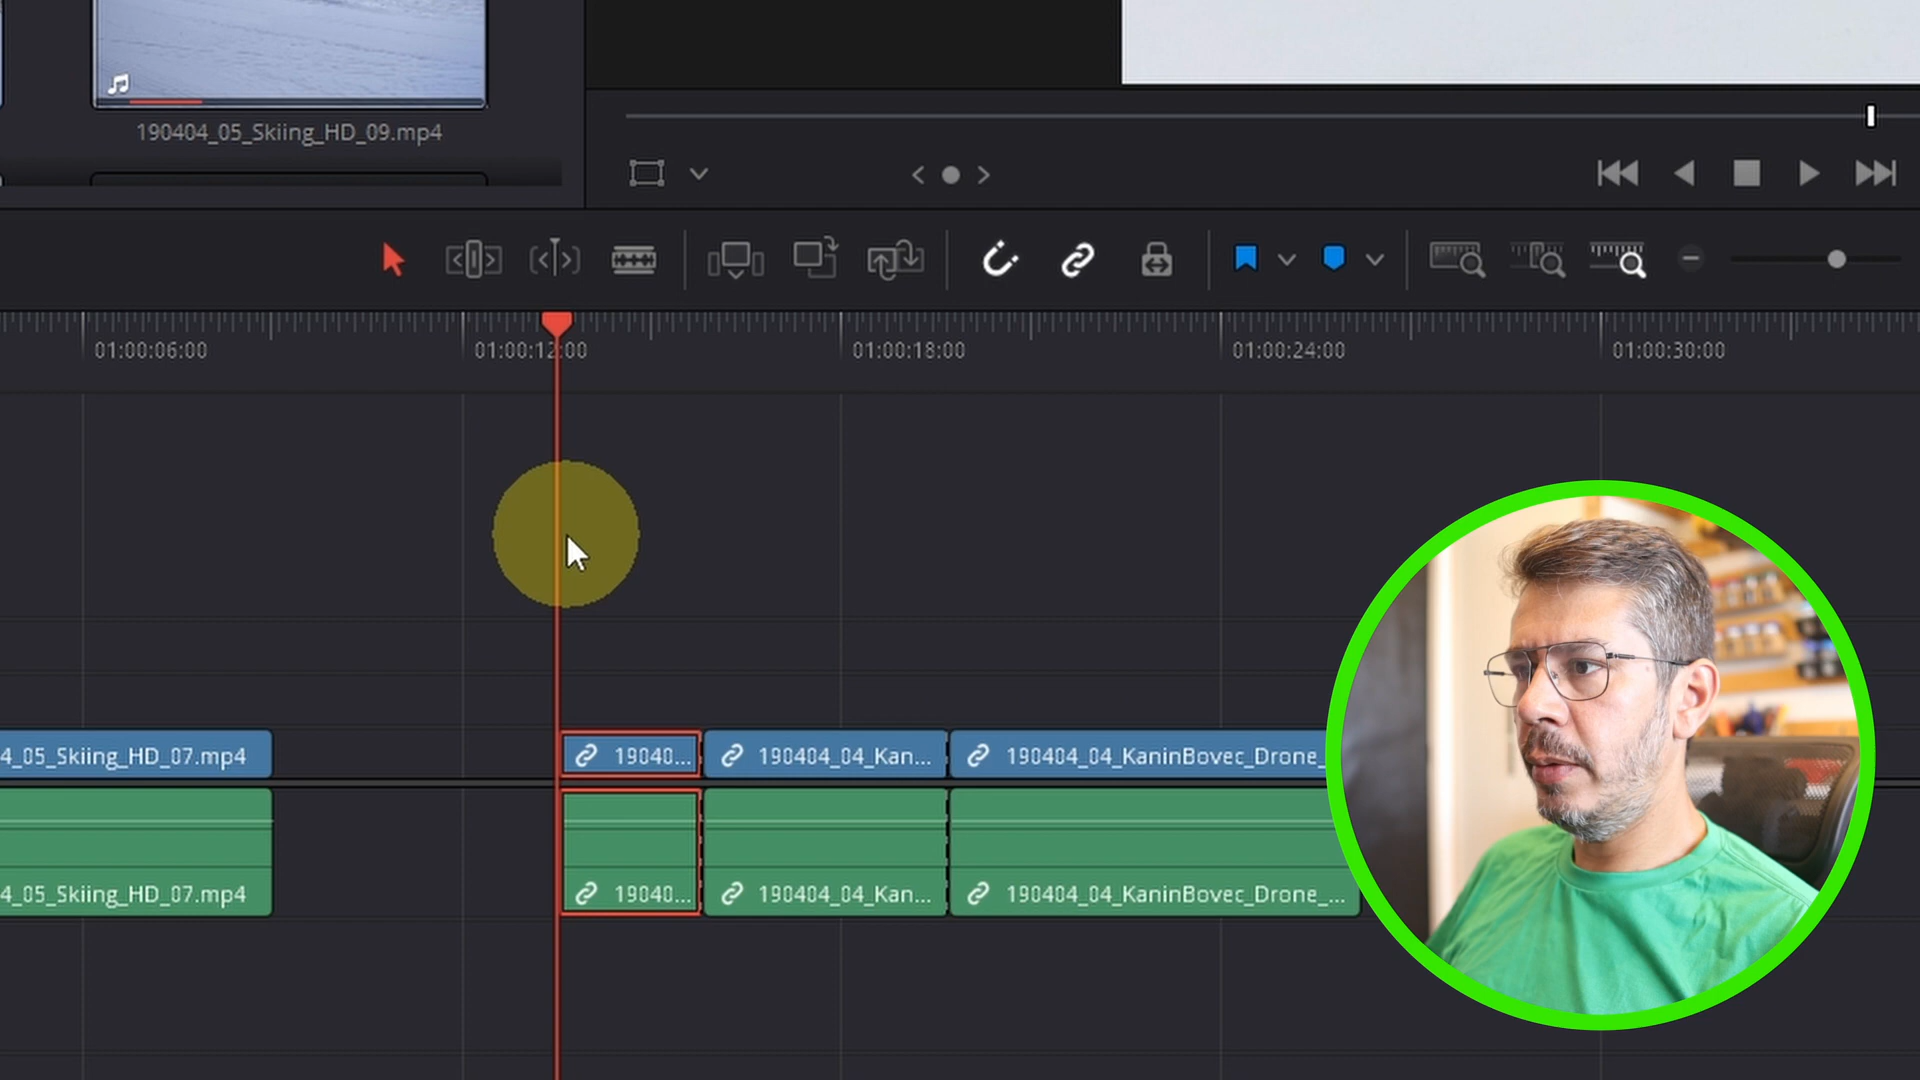 190404_05_Skiing_HD_09.mp4
01:00:06:00
01:00:12:00
01:00:18:00
01:00:24:00
01:00:30:00
4_05_Skiing_HD_07.mp4
19040...
190404_04_Kan...
190404_04_KaninBovec_Drone_
4_05_Skiing_HD_07.mp4
19040...
190404_04_Kan...
190404_04_KaninBovec_Drone_...